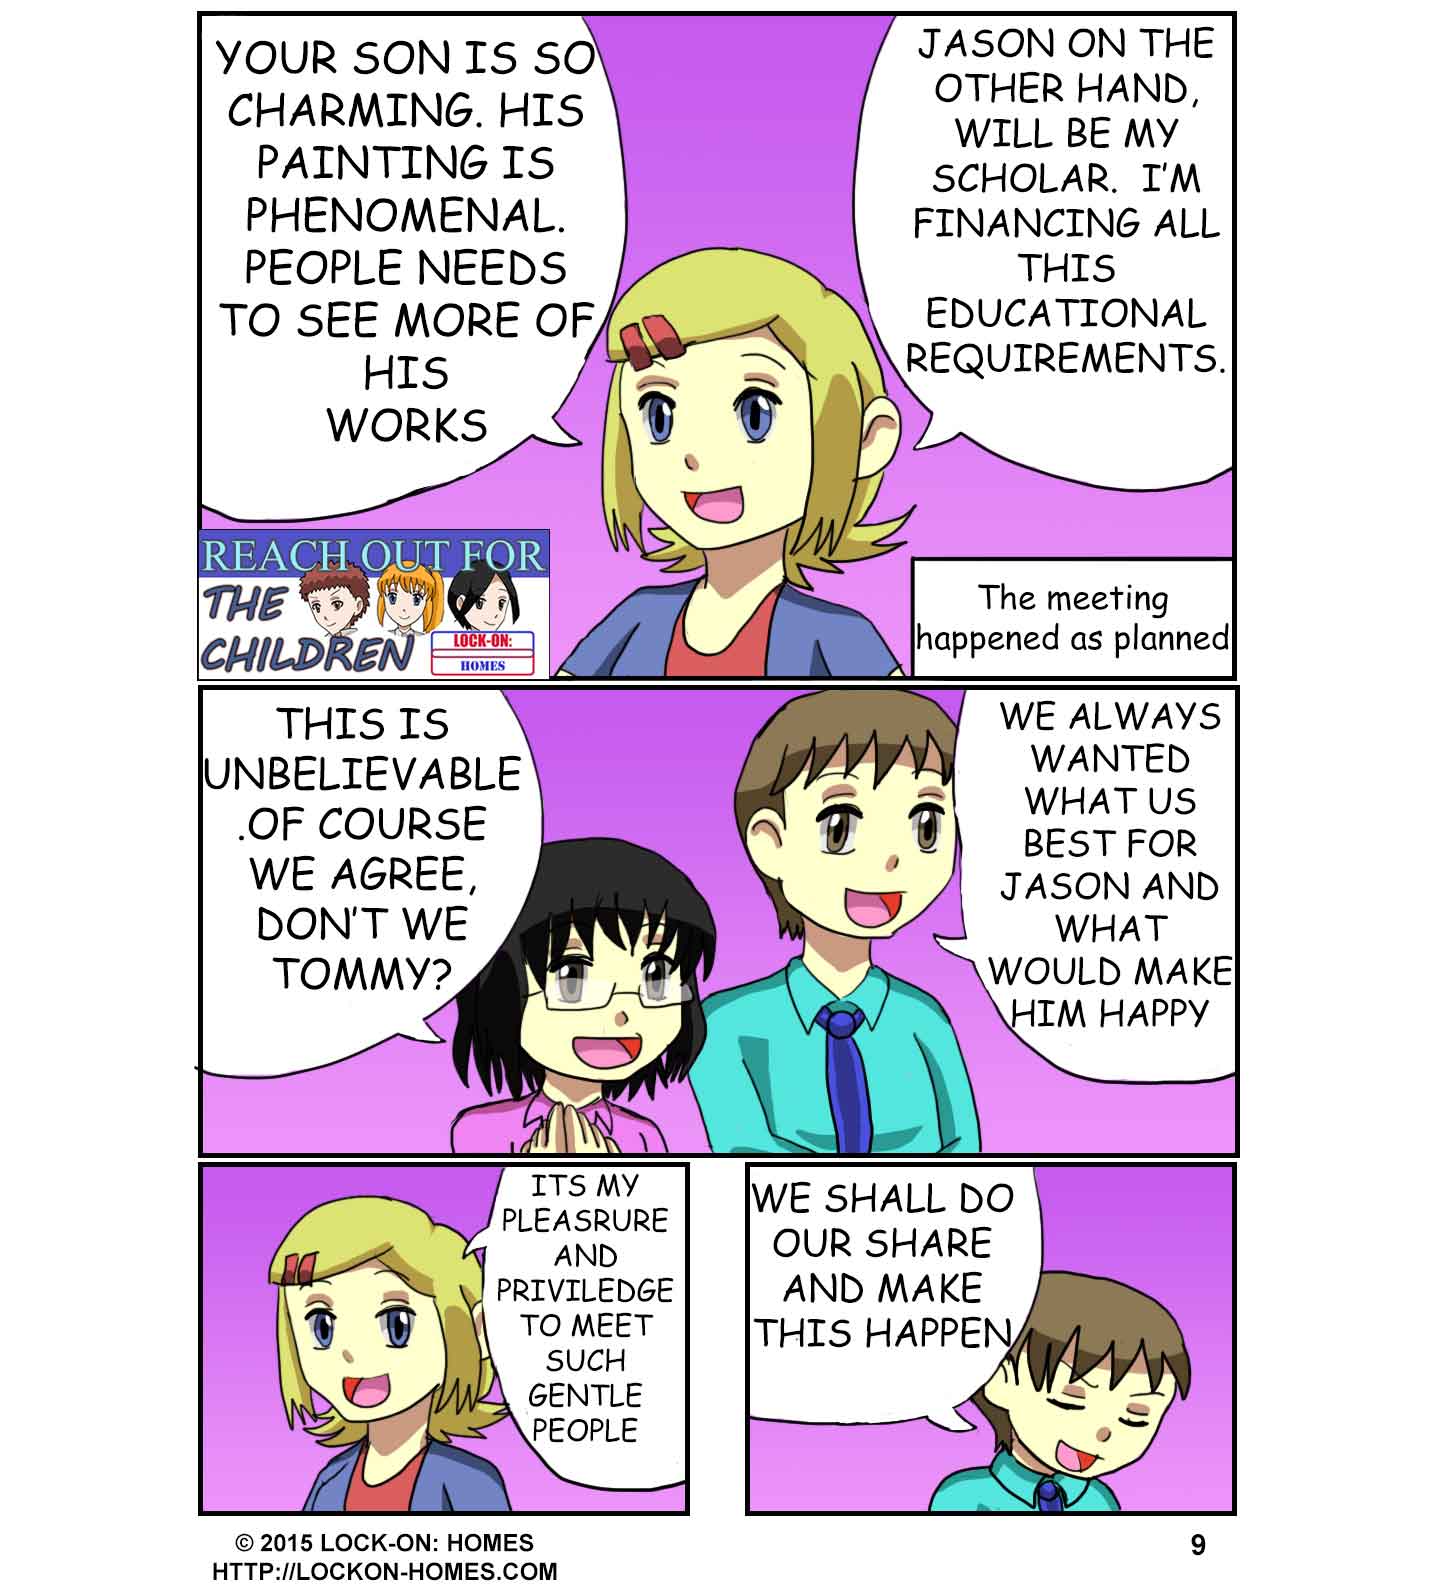 YOUR SON IS SO
CHARMING. HIS
PAINTING IS
PHENOMENAL.
PEOPLE NEEDS
TO SEE MORE OF
HIS
WORKS
JASON ON THE
OTHER HAND,
WILL BE MY
SCHOLAR. I'M
FINANCING ALL
THIS
EDUCATIONAL
REQUIREMENTS.
REACH OUT FOR
THE
CHILDREN
LOCK-ON:
HOMES
The meeting
happened as planned
THIS IS
UNBELIEVABLE
.OF COURSE
WE AGREE,
DON'T WE
TOMMY?
WE ALWAYS
WANTED
WHAT US
BEST FOR
JASON AND
WHAT
WOULD MAKE
HIM HAPPY
ITS MY
PLEASRURE
AND
PRIVILEDGE
TO MEET
SUCH
GENTLE
PEOPLE
WE SHALL DO
OUR SHARE
AND MAKE
THIS HAPPEN
© 2015 LOCK-ON: HOMES
HTTP://LOCKON-HOMES.COM
9